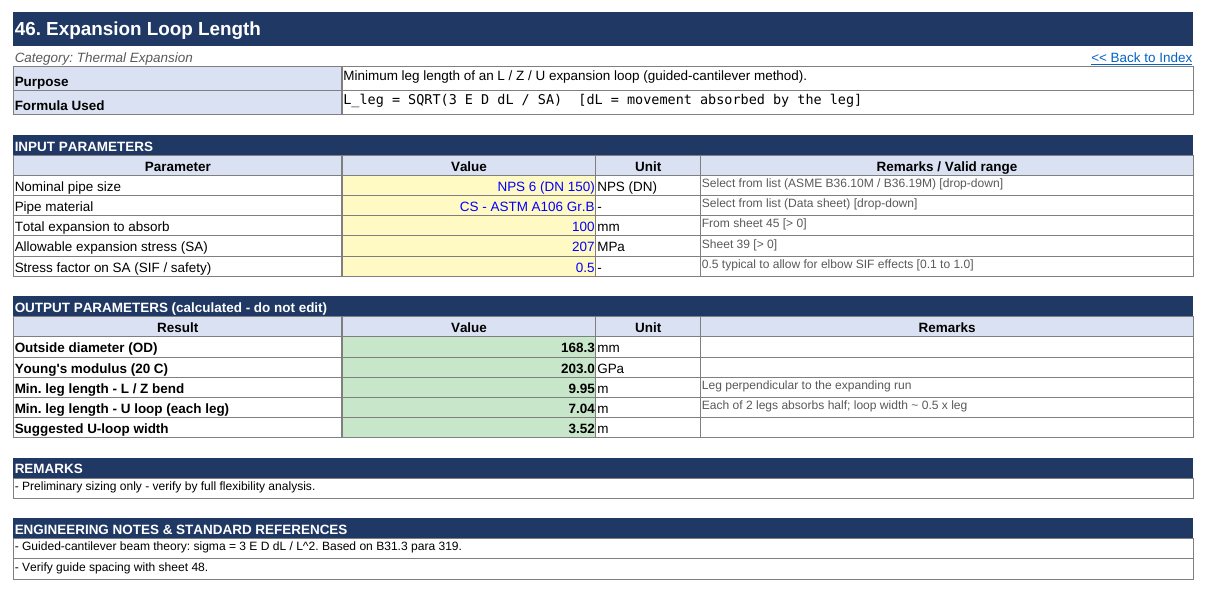 46. Expansion Loop Length
Category: Thermal Expansion << Back to Index
Purpose Minimum leg length of an L / Z / U expansion loop (guided-cantilever method).
Formula Used L_leg = SQRT(3 E D dL / SA)  [dL = movement absorbed by the leg]
INPUT PARAMETERS
Parameter Value Unit Remarks / Valid range
Nominal pipe size NPS 6 (DN 150) NPS (DN) Select from list (ASME B36.10M / B36.19M) [drop-down]
Pipe material CS - ASTM A106 Gr.B - Select from list (Data sheet) [drop-down]
Total expansion to absorb 100 mm From sheet 45 [> 0]
Allowable expansion stress (SA) 207 MPa Sheet 39 [> 0]
Stress factor on SA (SIF / safety) 0.5 - 0.5 typical to allow for elbow SIF effects [0.1 to 1.0]
OUTPUT PARAMETERS (calculated - do not edit)
Result Value Unit Remarks
Outside diameter (OD) 168.3 mm
Young's modulus (20 C) 203.0 GPa
Min. leg length - L / Z bend 9.95 m Leg perpendicular to the expanding run
Min. leg length - U loop (each leg) 7.04 m Each of 2 legs absorbs half; loop width ~ 0.5 x leg
Suggested U-loop width 3.52 m
REMARKS
- Preliminary sizing only - verify by full flexibility analysis.
ENGINEERING NOTES & STANDARD REFERENCES
- Guided-cantilever beam theory: sigma = 3 E D dL / L^2. Based on B31.3 para 319.
- Verify guide spacing with sheet 48.